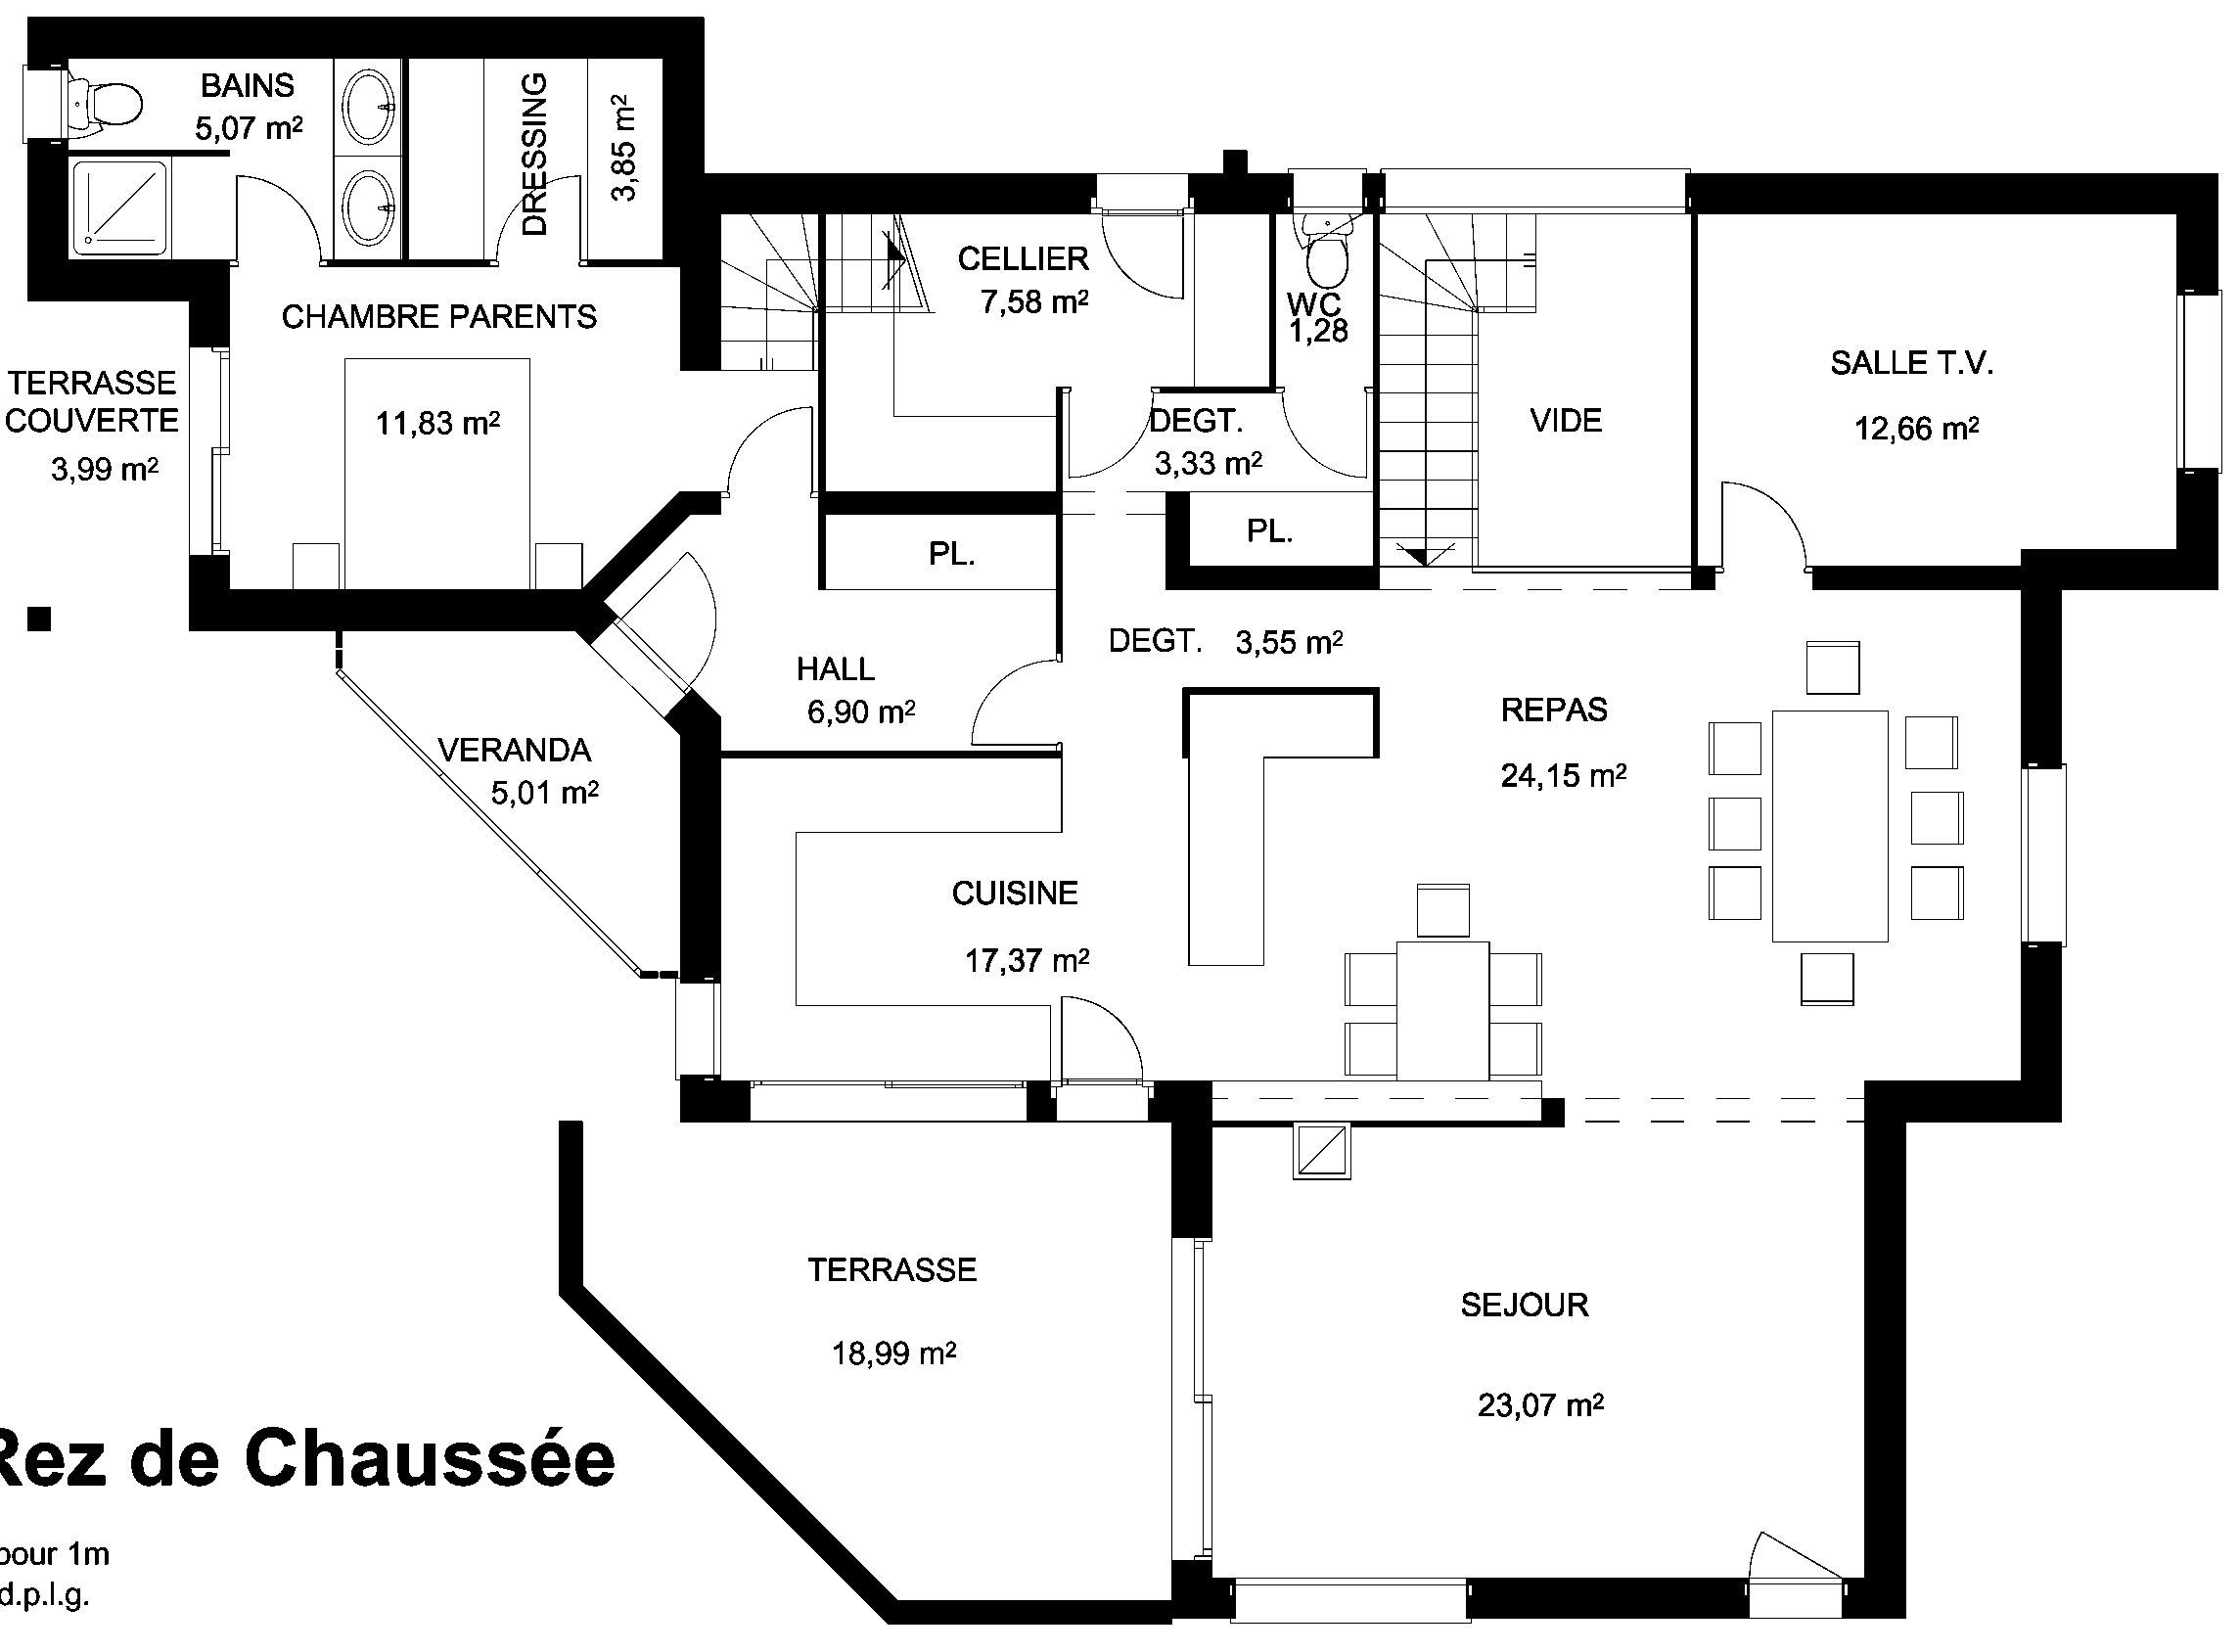 BAINS
5,07 m²
DRESSING
3,85 m²
CHAMBRE PARENTS
11,83 m²
TERRASSE
COUVERTE
3,99 m²
CELLIER
7,58 m²
WC
1,28
DEGT.
3,33 m²
VIDE
SALLE T.V.
12,66 m²
PL.
PL.
DEGT. 3,55 m²
HALL
6,90 m²
VERANDA
5,01 m²
REPAS
24,15 m²
CUISINE
17,37 m²
TERRASSE
18,99 m²
SEJOUR
23,07 m²
Rez de Chaussée
pour 1m
d.p.l.g.